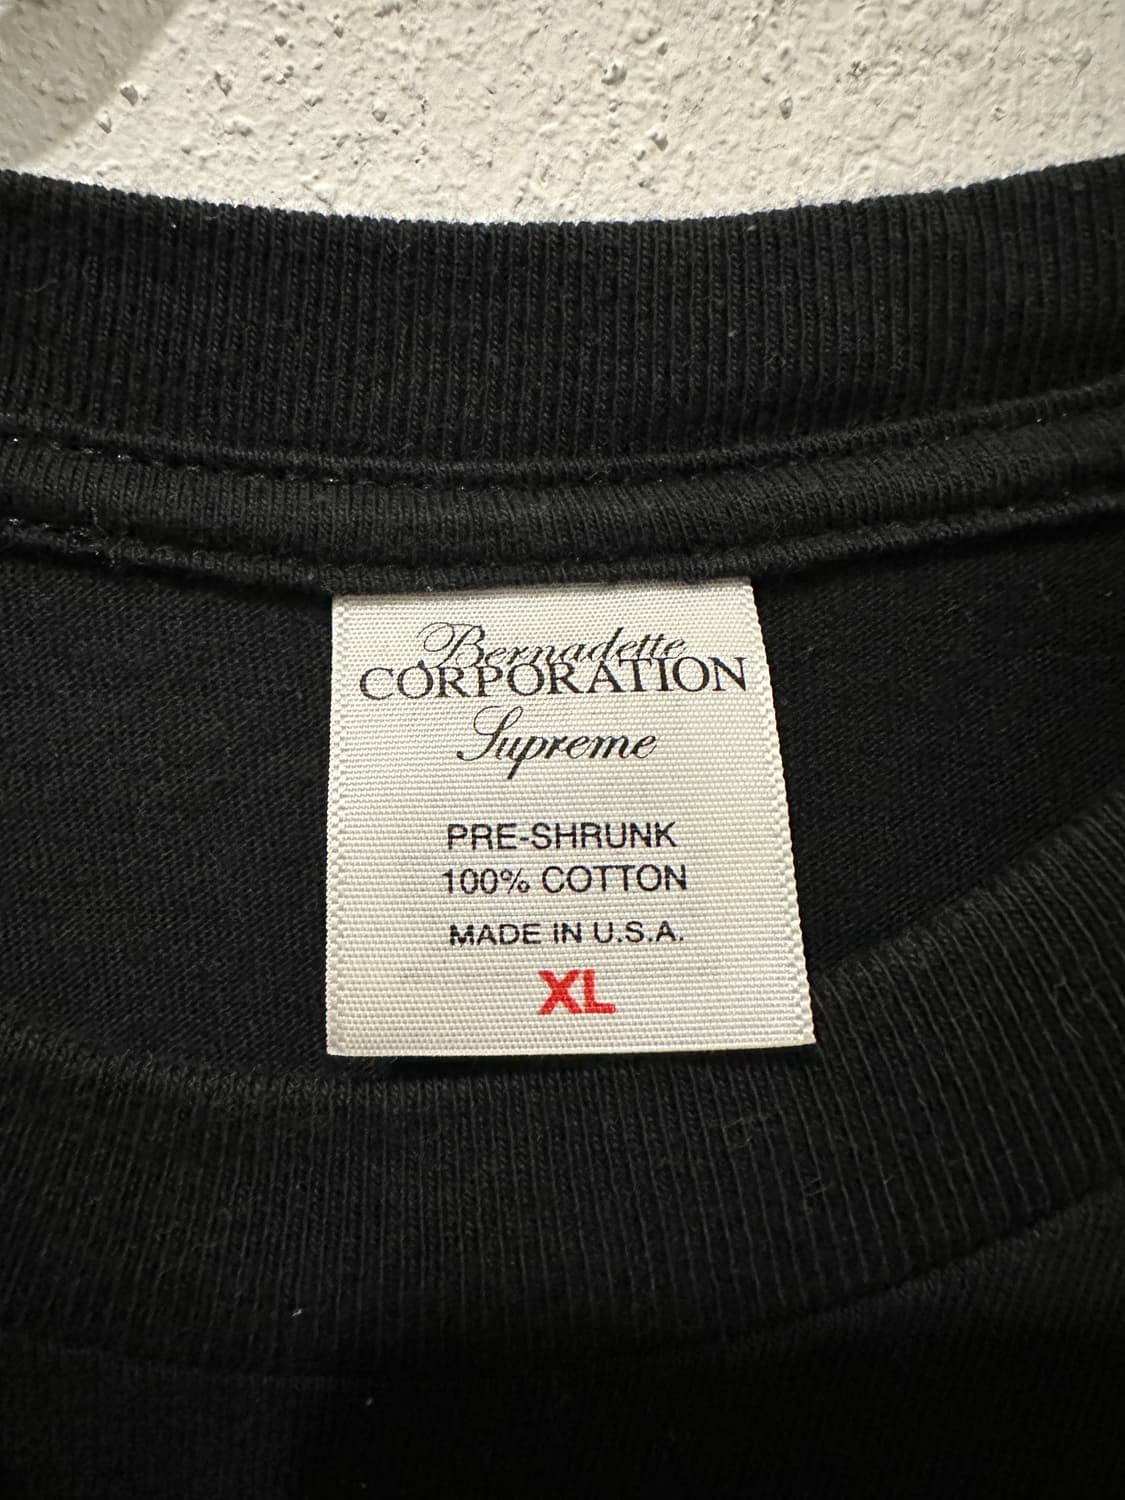 Bernadette
CORPORATION
Supreme
PRE-SHRUNK
100% COTTON
MADE IN U.S.A.
XL